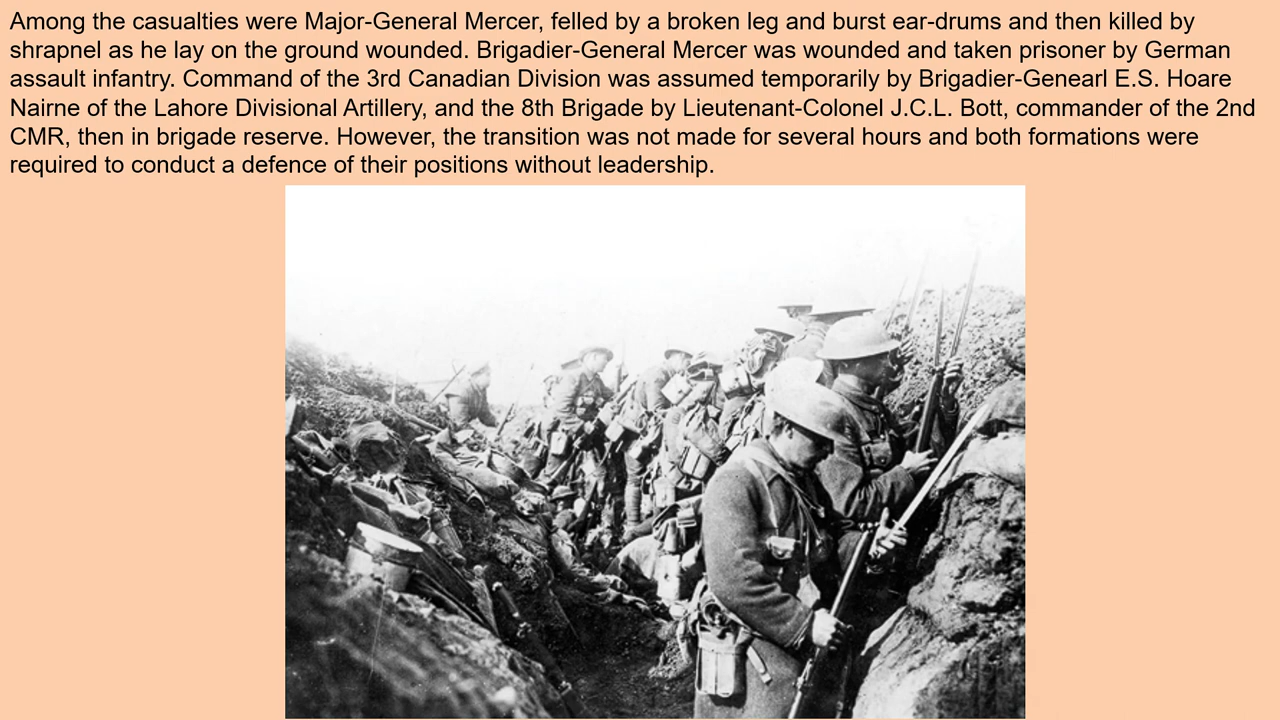 Among the casualties were Major-General Mercer, felled by a broken leg and burst ear-drums and then killed by
shrapnel as he lay on the ground wounded. Brigadier-General Mercer was wounded and taken prisoner by German
assault infantry. Command of the 3rd Canadian Division was assumed temporarily by Brigadier-Genearl E.S. Hoare
Nairne of the Lahore Divisional Artillery, and the 8th Brigade by Lieutenant-Colonel J.C.L. Bott, commander of the 2nd
CMR, then in brigade reserve. However, the transition was not made for several hours and both formations were
required to conduct a defence of their positions without leadership.